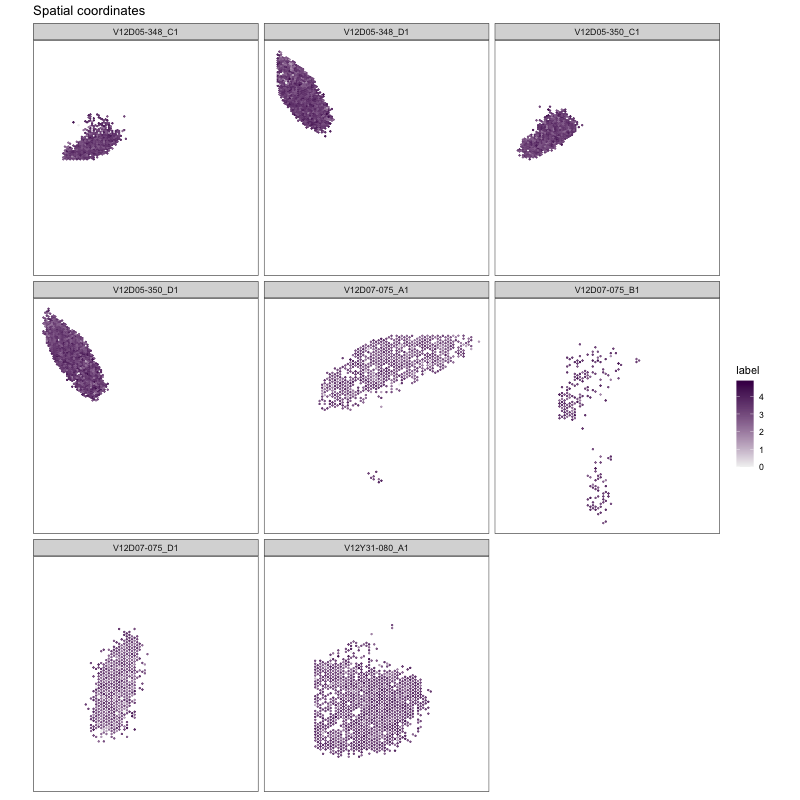 Spatial coordinates
V12D05-348_C1
V12D05-348_D1
V12D05-350_C1
V12D05-350_D1
V12D07-075_A1
V12D07-075_B1
V12D07-075_D1
V12Y31-080_A1
label
4
3
2
1
0